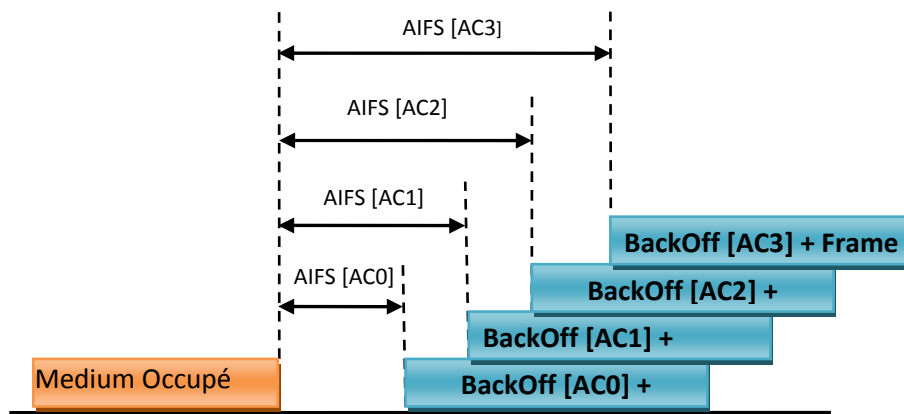 AIFS [AC3]
AIFS [AC2]
AIFS [AC1]
BackOff [AC3] + Frame
AIFS [AC0]
BackOff [AC2] +
BackOff [AC1] +
Medium Occupé
BackOff [AC0] +